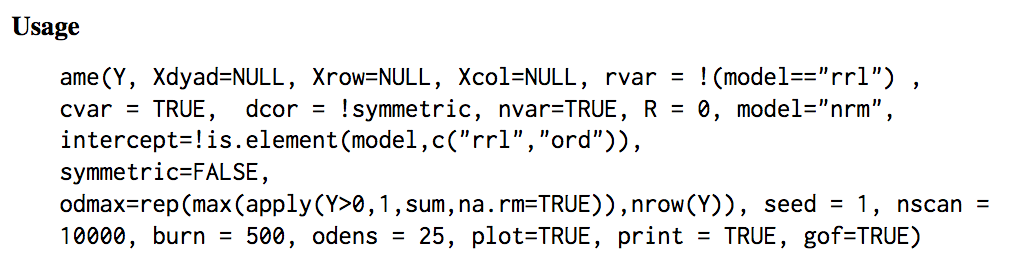 Usage
ame(Y, Xdyad=NULL, Xrow=NULL, Xcol=NULL, rvar = !(model=="rrl") ,
cvar = TRUE,  dcor = !symmetric, nvar=TRUE, R = 0, model="nrm",
intercept=!is.element(model,c("rrl","ord")),
symmetric=FALSE,
odmax=rep(max(apply(Y>0,1,sum,na.rm=TRUE)),nrow(Y)), seed = 1, nscan =
10000, burn = 500, odens = 25, plot=TRUE, print = TRUE, gof=TRUE)